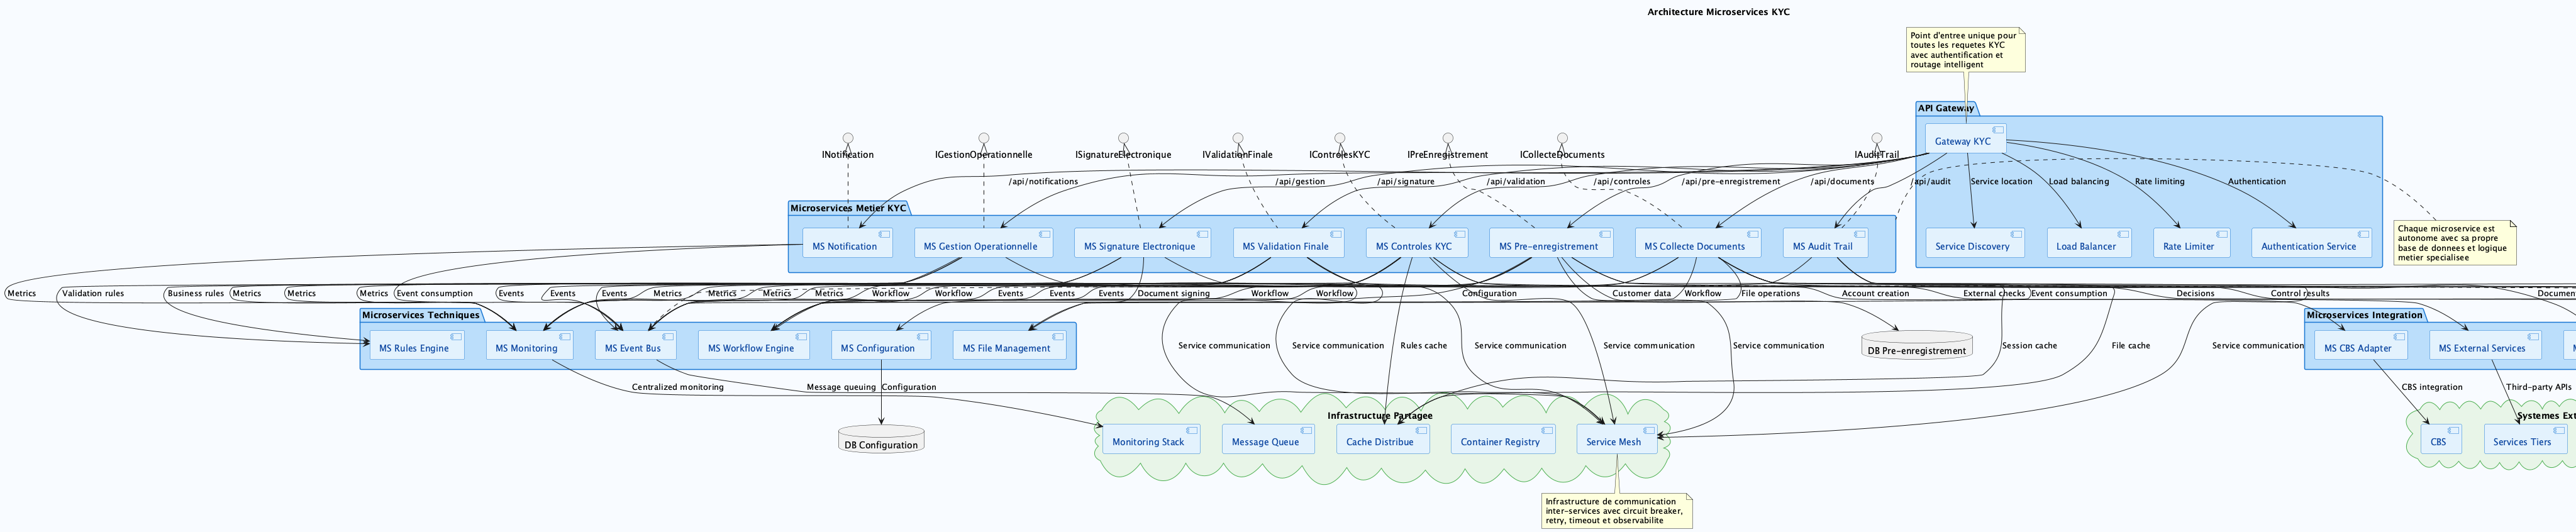 Architecture Microservices KYC
Point d'entree unique pour
toutes les requetes KYC
avec authentification et
routage intelligent
API Gateway
Gateway KYC
INotification
IGestionOperationnelle
ISignatureElectronique
IValidationFinale
IControlesKYC
IPreEnregistrement
ICollecteDocuments
IAuditTrail
/api/notifications
/api/gestion
/api/signature
/api/validation
/api/controles
/api/pre-enregistrement
/api/documents
/api/audit
Service location
Load balancing
Rate limiting
Authentication
Microservices Metier KYC
MS Notification
MS Gestion Operationnelle
MS Signature Electronique
MS Validation Finale
MS Controles KYC
MS Pre-enregistrement
MS Collecte Documents
MS Audit Trail
Service Discovery
Load Balancer
Rate Limiter
Authentication Service
Chaque microservice est
autonome avec sa propre
base de donnees et logique
metier specialisee
Metrics
Validation rules
Business rules
Metrics
Metrics
Metrics
Event consumption
Events
Events
Events
Metrics
Metrics
Metrics
Metrics
Workflow
Workflow
Events
Events
Events
Document signing
Workflow
Workflow
Configuration
Customer data
Workflow
File operations
Account creation
External checks
Event consumption
Decisions
Control results
Microservices Techniques
MS Rules Engine
MS Monitoring
MS Event Bus
MS Workflow Engine
MS Configuration
MS File Management
Service communication
Service communication
Rules cache
Service communication
Service communication
Service communication
DB Pre-enregistrement
Session cache
File cache
Service communication
Microservices Integration
MS CBS Adapter
MS External Services
Centralized monitoring
Message queuing
Configuration
CBS integration
Third-party APIs
DB Configuration
Infrastructure Partagee
Monitoring Stack
Message Queue
Cache Distribue
Container Registry
Service Mesh
CBS
Services Tiers
Infrastructure de communication
inter-services avec circuit breaker,
retry, timeout et observabilite